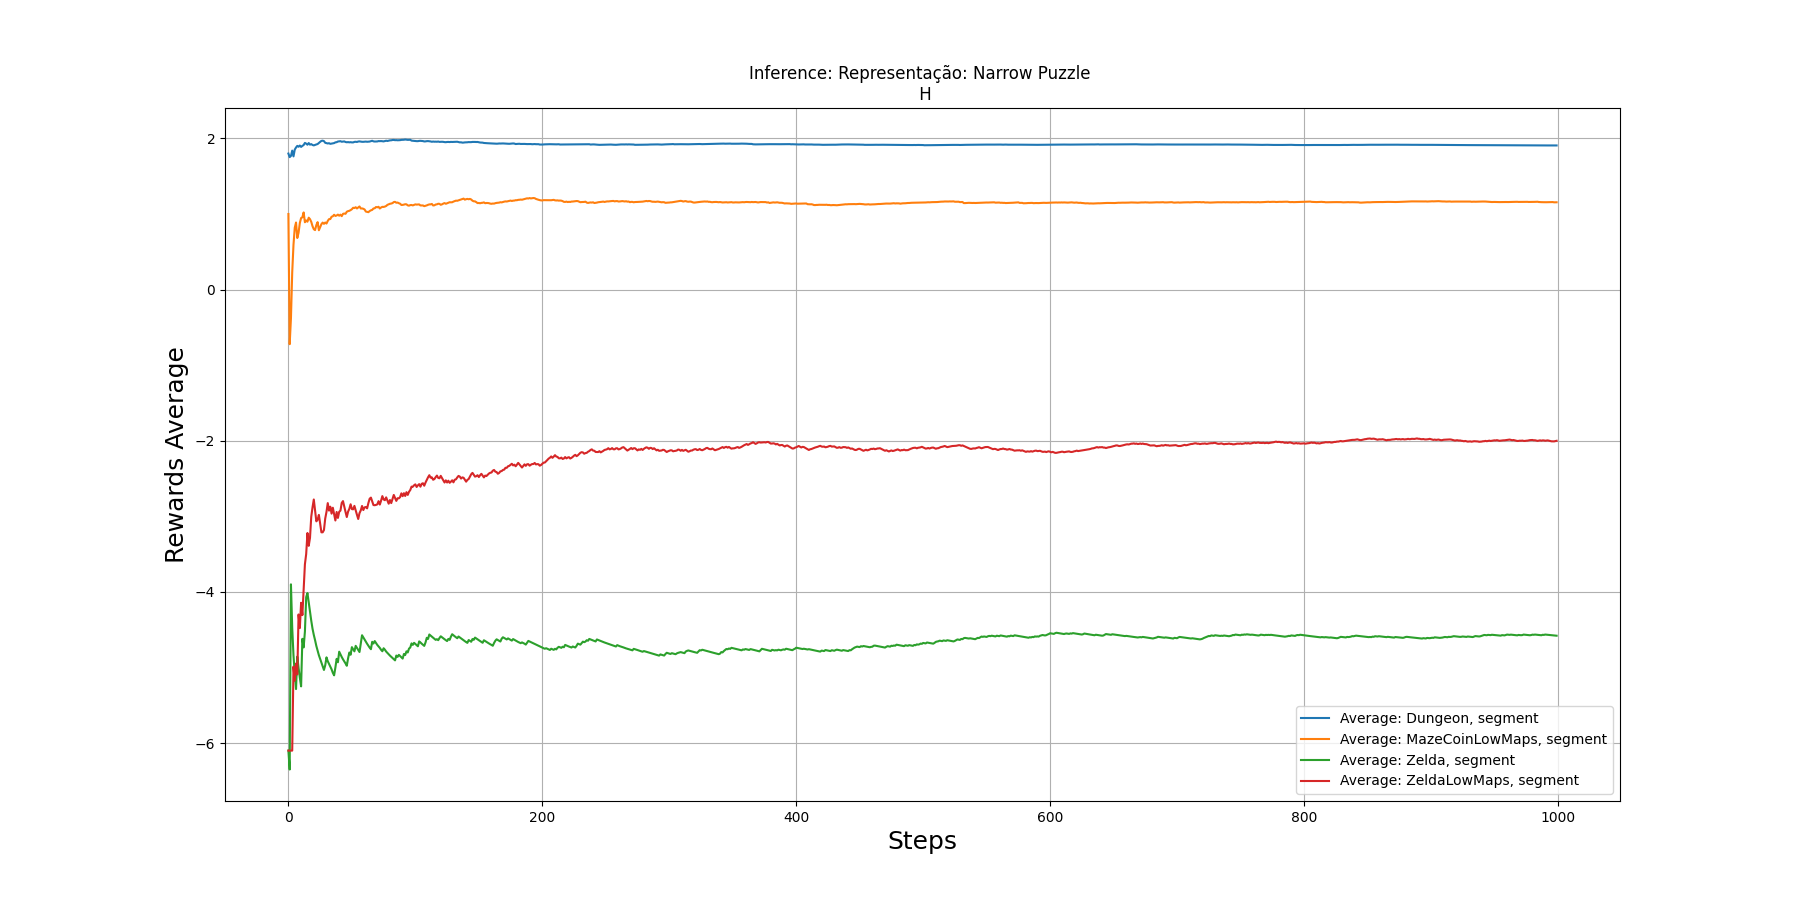 Inference: Representação: Narrow Puzzle
H
Rewards Average
2
0
−2
−4
−6
0
200
400
600
800
1000
Steps
Average: Dungeon, segment
Average: MazeCoinLowMaps, segment
Average: Zelda, segment
Average: ZeldaLowMaps, segment